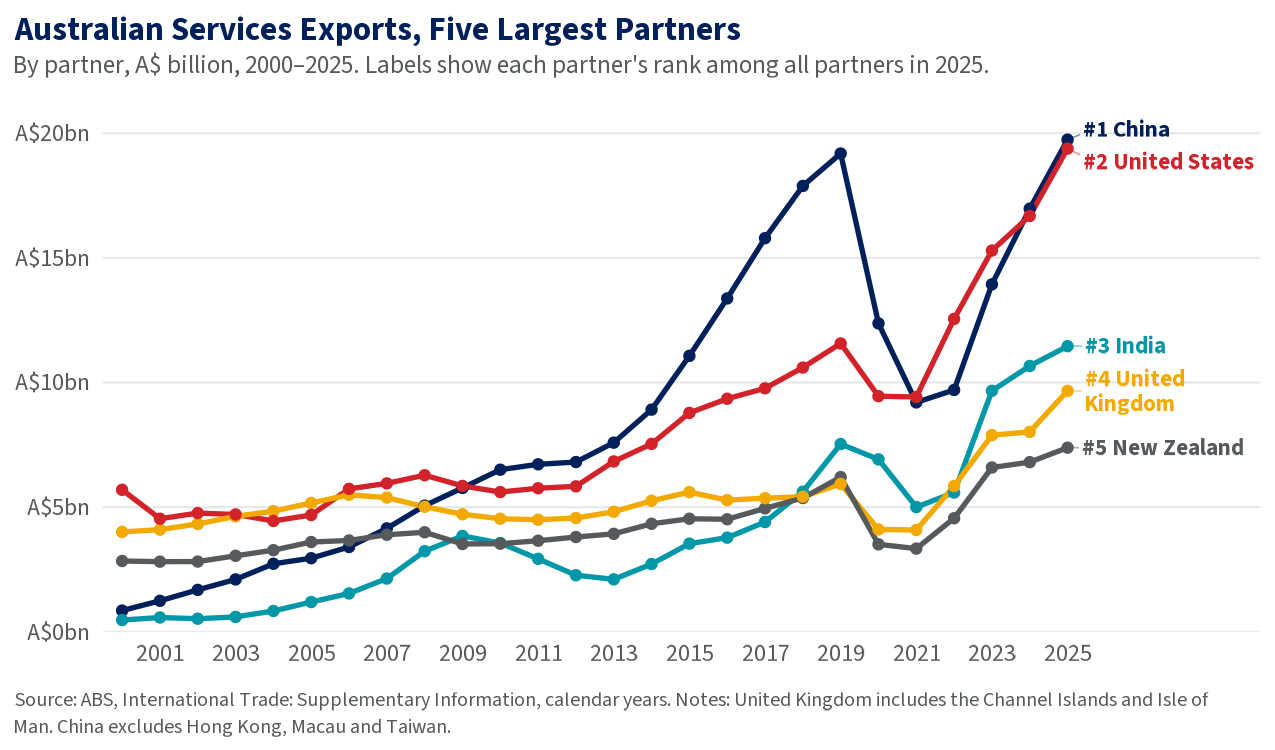 Australian Services Exports, Five Largest Partners
By partner, A$ billion, 2000–2025. Labels show each partner's rank among all partners in 2025.
A$20bn
#1 China
#2 United States
A$15bn
#3 India
A$10bn
#4 United
Kingdom
#5 New Zealand
A$5bn
A$0bn
2001 2003 2005 2007 2009 2011 2013 2015 2017 2019 2021 2023 2025
Source: ABS, International Trade: Supplementary Information, calendar years. Notes: United Kingdom includes the Channel Islands and Isle of
Man. China excludes Hong Kong, Macau and Taiwan.